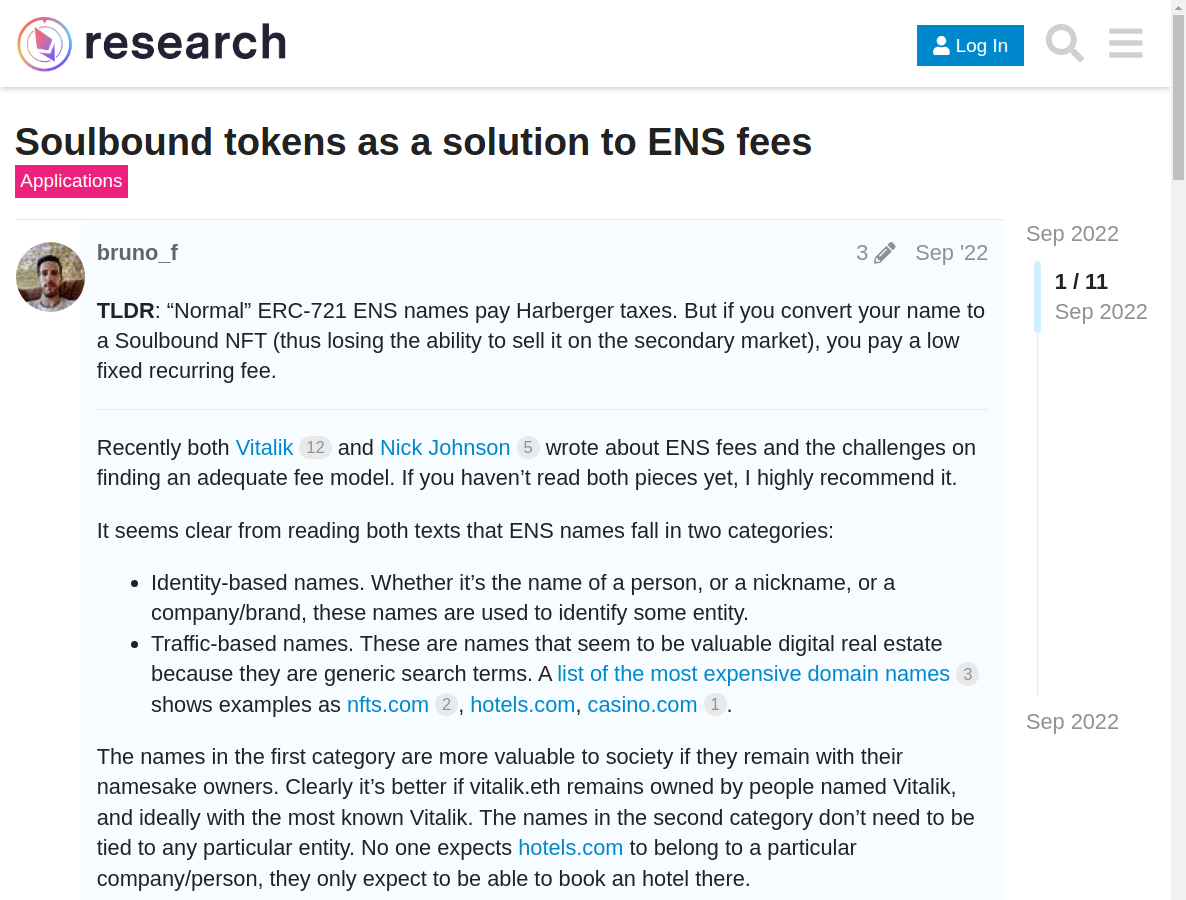 research
Log In
Soulbound tokens as a solution to ENS fees
Applications
bruno_f
3
Sep '22
TLDR: “Normal” ERC-721 ENS names pay Harberger taxes. But if you convert your name to
a Soulbound NFT (thus losing the ability to sell it on the secondary market), you pay a low
fixed recurring fee.
Recently both Vitalik 12 and Nick Johnson 5 wrote about ENS fees and the challenges on
finding an adequate fee model. If you haven’t read both pieces yet, I highly recommend it.
It seems clear from reading both texts that ENS names fall in two categories:
• Identity-based names. Whether it’s the name of a person, or a nickname, or a
company/brand, these names are used to identify some entity.
• Traffic-based names. These are names that seem to be valuable digital real estate
because they are generic search terms. A list of the most expensive domain names 3
shows examples as nfts.com 2 , hotels.com, casino.com 1 .
The names in the first category are more valuable to society if they remain with their
namesake owners. Clearly it’s better if vitalik.eth remains owned by people named Vitalik,
and ideally with the most known Vitalik. The names in the second category don’t need to be
tied to any particular entity. No one expects hotels.com to belong to a particular
company/person, they only expect to be able to book an hotel there.
Sep 2022
1 / 11
Sep 2022
Sep 2022